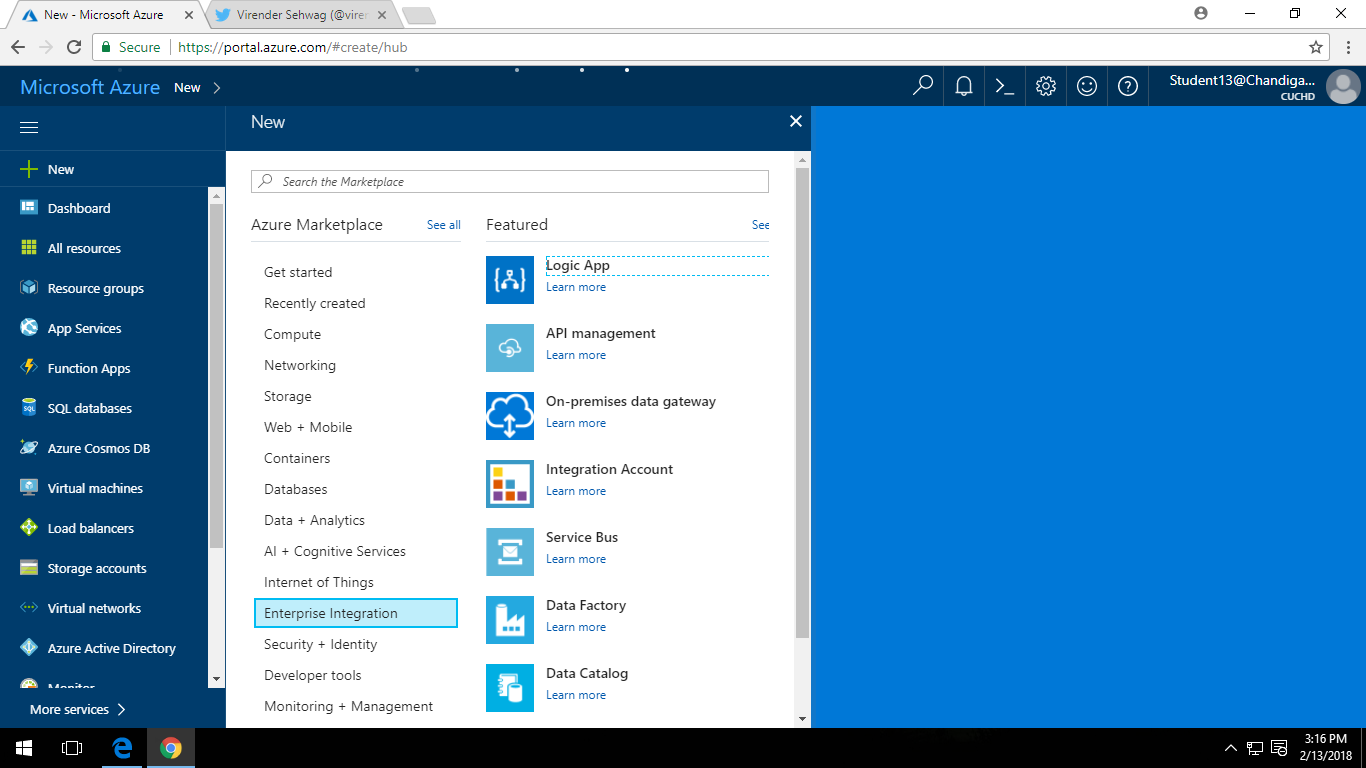 New - Microsoft Azure
Virender Sehwag (@viren
Secure
https://portal.azure.com/#create/hub
Microsoft Azure
New
Student13@Chandiga...
CUCHD
New
Dashboard
All resources
Resource groups
App Services
Function Apps
SQL databases
Azure Cosmos DB
Virtual machines
Load balancers
Storage accounts
Virtual networks
Azure Active Directory
Monitor
More services
New
Search the Marketplace
Azure Marketplace
See all
Get started
Recently created
Compute
Networking
Storage
Web + Mobile
Containers
Databases
Data + Analytics
AI + Cognitive Services
Internet of Things
Enterprise Integration
Security + Identity
Developer tools
Monitoring + Management
Featured
See
Logic App
Learn more
API management
Learn more
On-premises data gateway
Learn more
Integration Account
Learn more
Service Bus
Learn more
Data Factory
Learn more
Data Catalog
Learn more
3:16 PM
2/13/2018